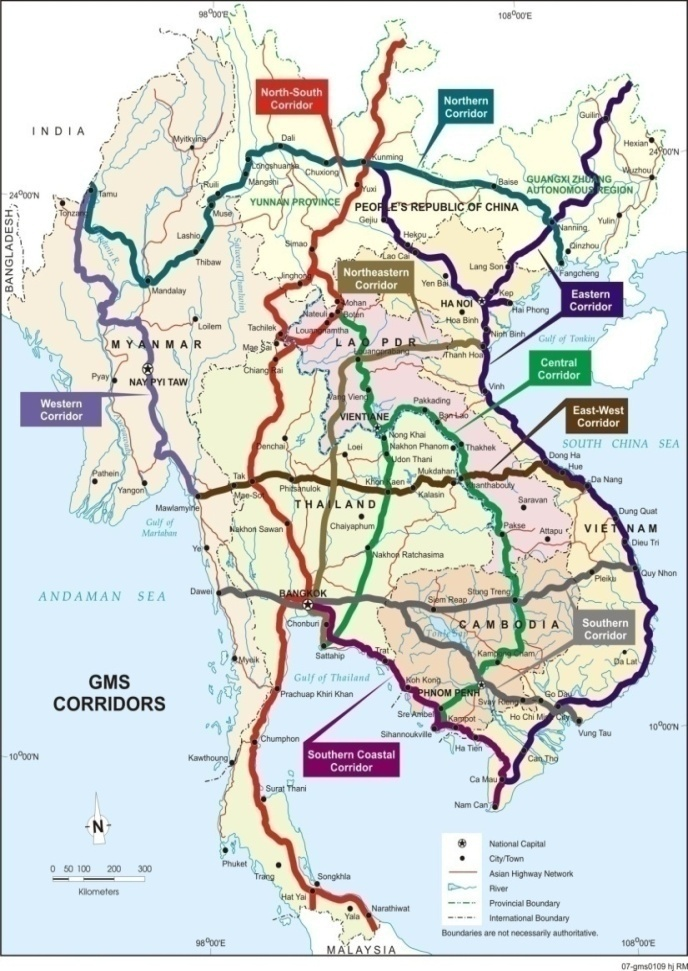 98°00'E
108°00'E
North-South
Corridor
Northern
Corridor
INDIA
Myitkyina
Dali
Guilin
Hexian
Longshuanha
Chuxiong
Kunming
24°00'N
Mangshi
Wuzhou
24°00'N
Tamu
Ruili
Yuxi
Baise
GUANGXI ZHUANG
AUTONOMOUS REGION
Tonzang
Muse
YUNNAN PROVINCE
PEOPLE'S REPUBLIC OF CHINA
BANGLADESH
Gejiu
Yulin
Lashio
Hekou
Nanning
Thibaw
Simao
Lao Cai
Qinzhou
Lang Son
Fangcheng
Mandalay
Jinghong
Northeastern
Corridor
Yen Bai
Kep
Eastern
Corridor
Mohan
HA NOI
Hai Phong
Loilem
Nateuil
Boten
Hoa Binh
Tachilek
Louangnamtha
Ninh Binh
MYANMAR
Mae Sai
LAO PDR
Gulf of Tonkin
Thanh Hoa
Chiang Rai
Central
Corridor
Pyay
NAY PYI TAW
Vang Vieng
Vinh
Western
Corridor
Pakkading
East-West
Corridor
VIENTIANE
Ban Lao
Nong Khai
Denchai
Loei
Nakhon Phanom
Thakhek
SOUTH CHINA SEA
Udon Thani
Dong Ha
Pathein
Yangon
Tak
Mukdahan
Hue
Mae-Sot
Phitsanulok
Khon Kaen
Kalasin
Khanthabouly
Da Nang
Mawlamyine
THAILAND
Saravan
Dung Quat
Gulf of
Martaban
Nakhon Sawan
Chaiyaphum
Pakse
Attapu
VIETNAM
Dieu Tri
Ye
Nakhon Ratchasima
Pleiku
Quy Nhon
ANDAMAN SEA
Dawei
BANGKOK
Siem Reap
Stung Treng
Chonburi
CAMBODIA
Southern
Corridor
Tonle Sap
Sattahip
Myeik
Trat
Kampong Cham
Da Lat
Gulf of Thailand
Koh Kong
GMS
CORRIDORS
Prachuap Khiri Khan
PHNOM PENH
Svay Rieng
Go Dau
Sre Ambel
Kampot
Ho Chi Minh City
10°00'N
Sihannoukville
Vung Tau
Chumphon
Southern Coastal
Corridor
Ha Tien
10°00'N
Kawthoung
Can Tho
Ca Mau
Surat Thani
Nam Can
N
National Capital
City/Town
0 50 100 200 300
Phuket
Asian Highway Network
Kilometers
Trang
Songkhla
River
Hat Yai
Provincial Boundary
Yala
Narathiwat
International Boundary
Boundaries are not necessarily authoritative.
98°00'E
MALAYSIA
108°00'E
07-gms0109 hj RM